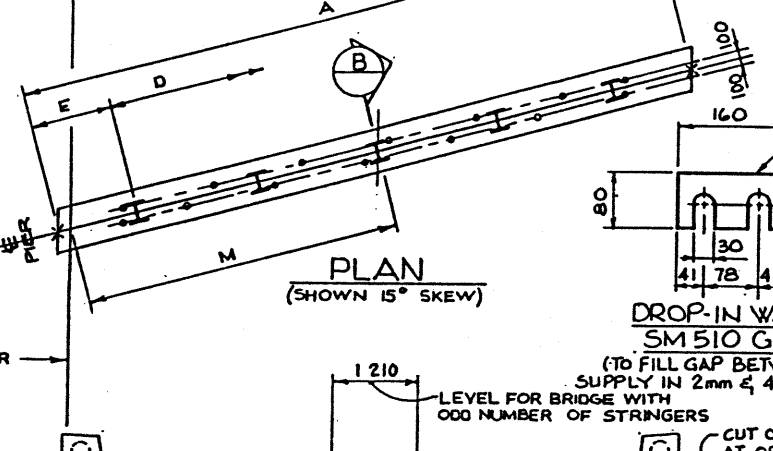 A
100
B
D
E
100
160
80
℄ PIER
M
30
PLAN
(SHOWN 15° SKEW)
41 78 4
DROP-IN W
SM 510 G
R
(TO FILL GAP BET
1 210
SUPPLY IN 2mm & 4
LEVEL FOR BRIDGE WITH
ODD NUMBER OF STRINGERS
CUT O
AT